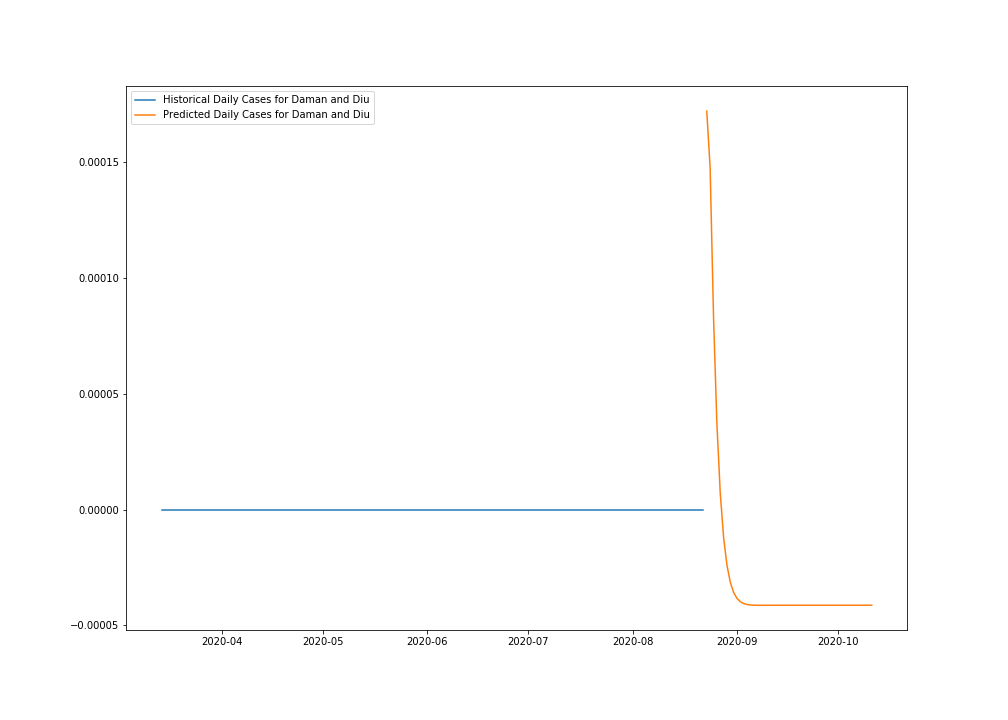 Historical Daily Cases for Daman and Diu
Predicted Daily Cases for Daman and Diu
0.00015
0.00010
0.00005
0.00000
−0.00005
2020-04 2020-05 2020-06 2020-07 2020-08 2020-09 2020-10